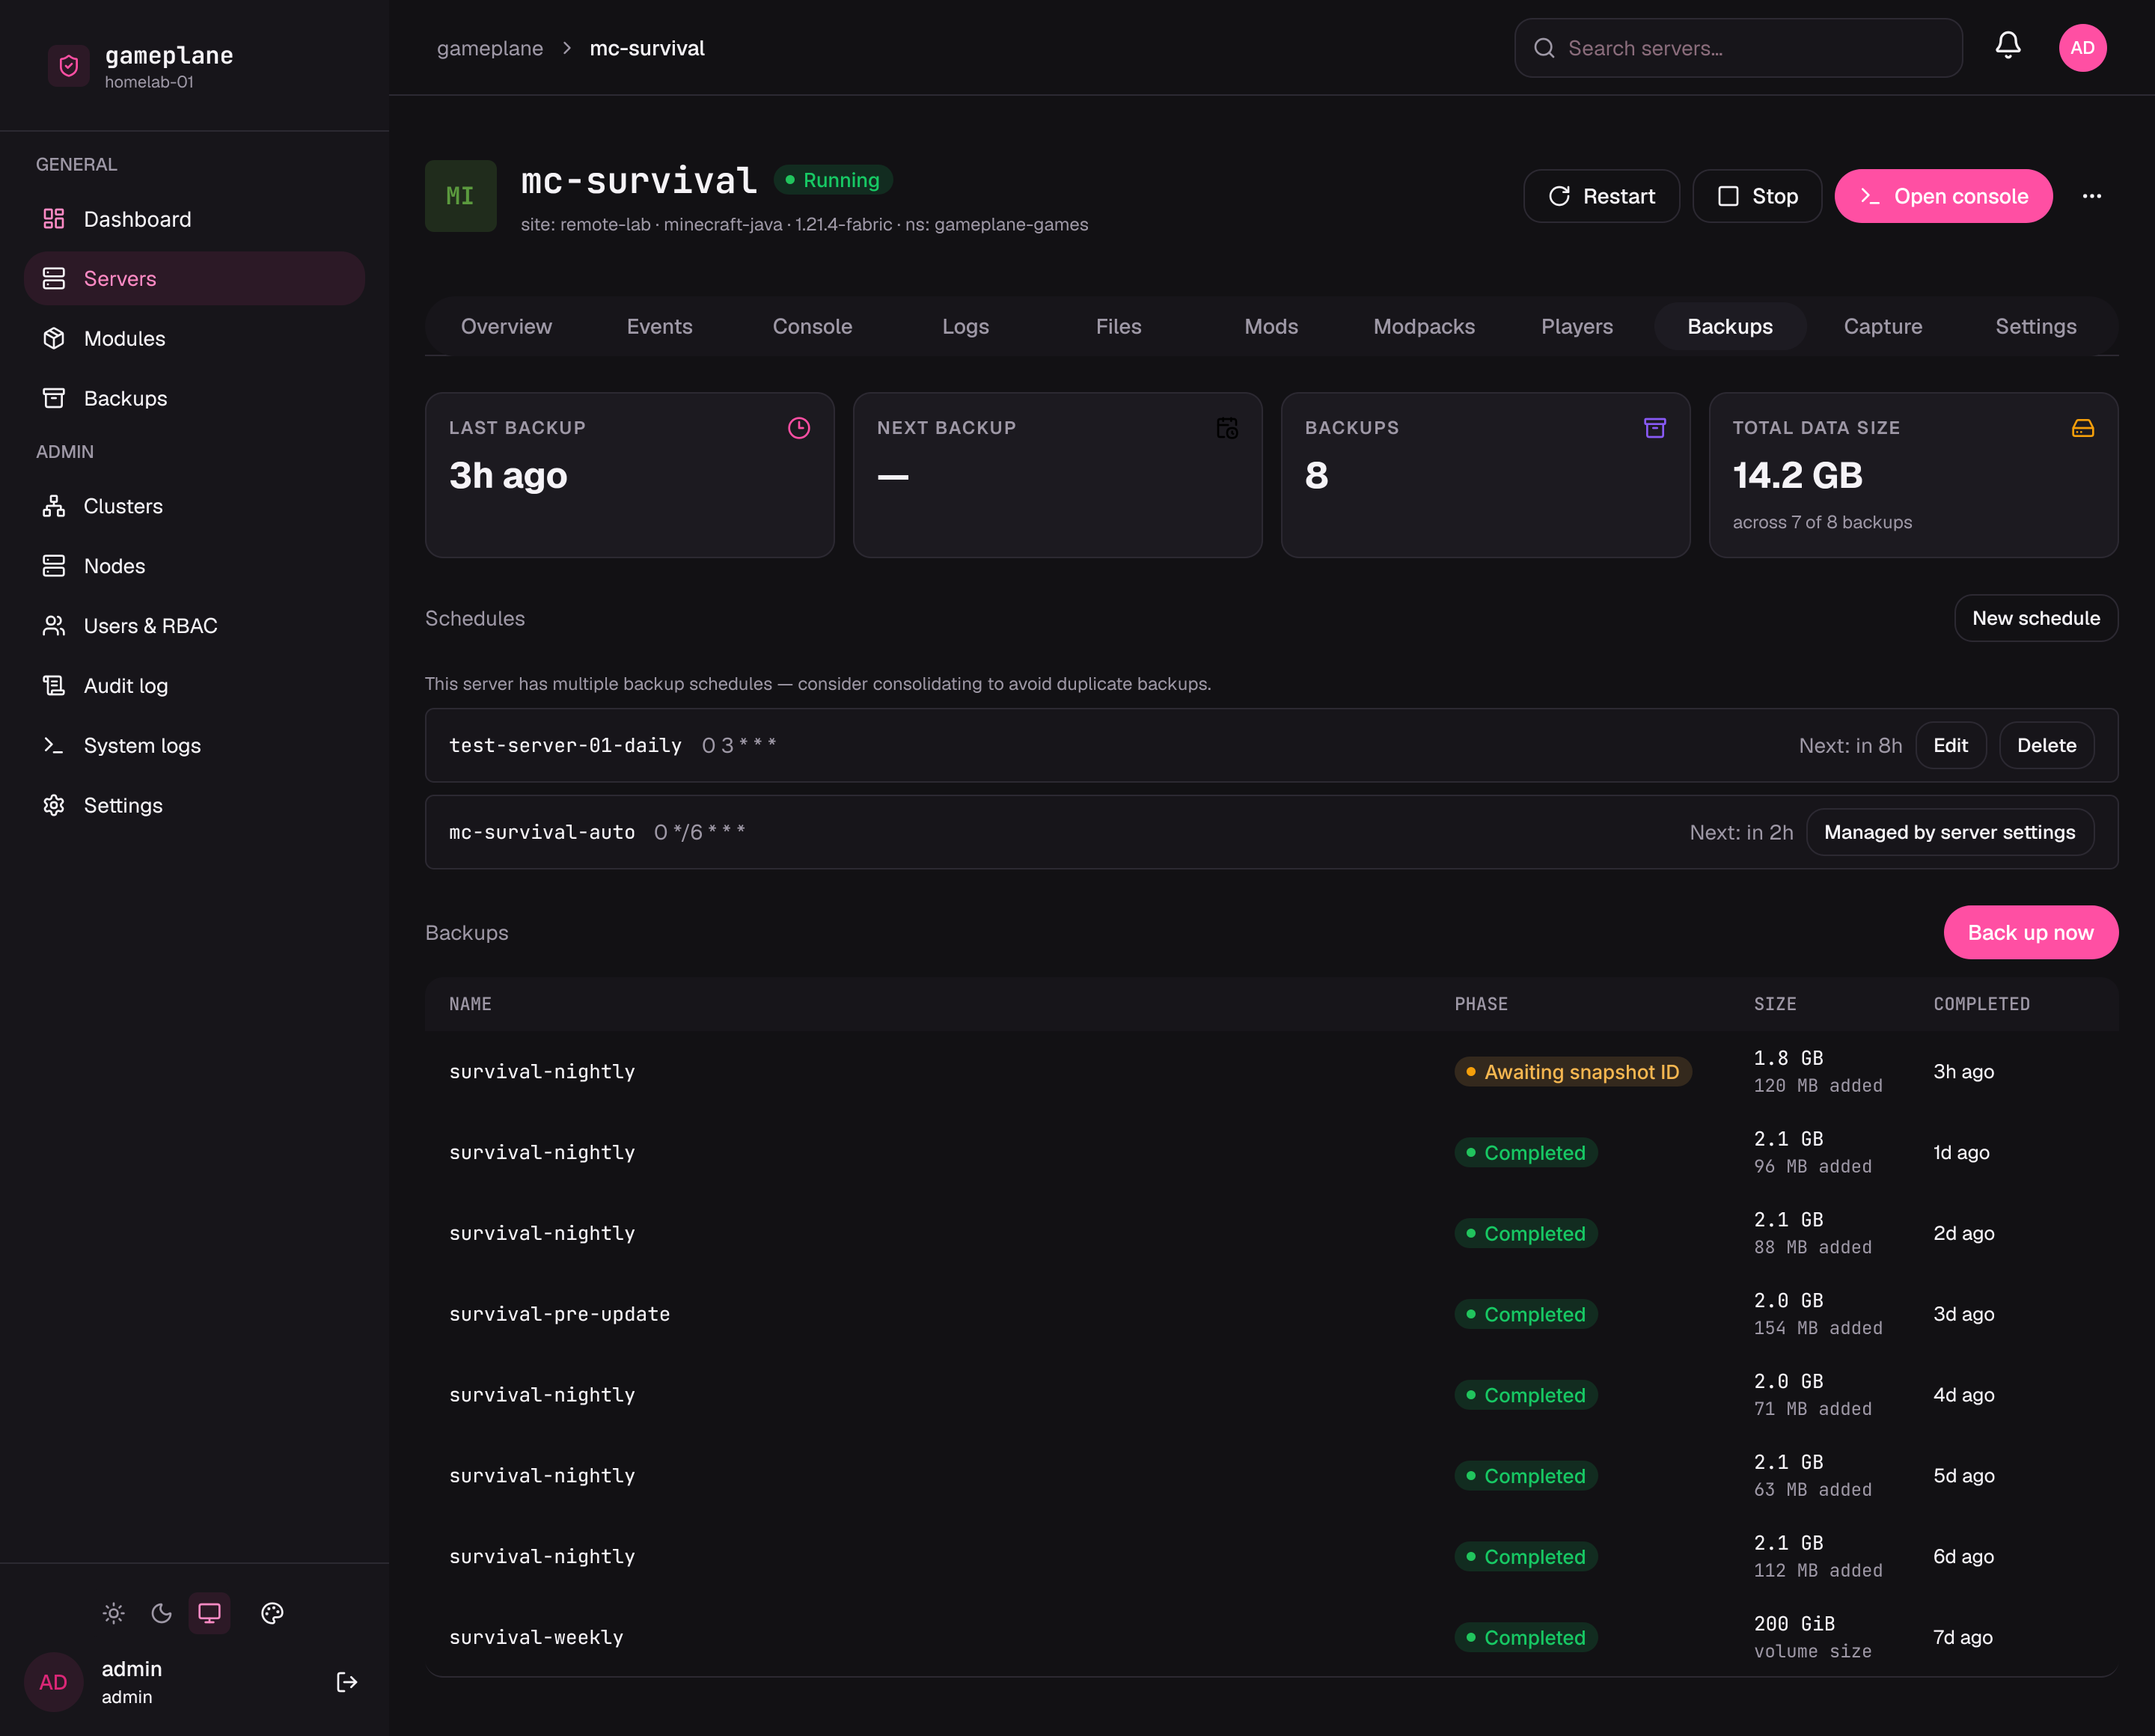 gameplane
homelab-01
gameplane > mc-survival
Search servers...
AD
GENERAL
Dashboard
Servers
Modules
Backups
ADMIN
Clusters
Nodes
Users & RBAC
Audit log
System logs
Settings
admin
AD
admin
MI
mc-survival
Running
site: remote-lab · minecraft-java · 1.21.4-fabric · ns: gameplane-games
Restart
Stop
Open console
Overview
Events
Console
Logs
Files
Mods
Modpacks
Players
Backups
Capture
Settings
LAST BACKUP
3h ago
NEXT BACKUP
—
BACKUPS
8
TOTAL DATA SIZE
14.2 GB
across 7 of 8 backups
Schedules
New schedule
This server has multiple backup schedules — consider consolidating to avoid duplicate backups.
test-server-01-daily 0 3 * * * Next: in 8h Edit Delete
mc-survival-auto 0 */6 * * * Next: in 2h Managed by server settings
Backups
Back up now
NAME PHASE SIZE COMPLETED
survival-nightly Awaiting snapshot ID 1.8 GB 3h ago
120 MB added
survival-nightly Completed 2.1 GB 1d ago
96 MB added
survival-nightly Completed 2.1 GB 2d ago
88 MB added
survival-pre-update Completed 2.0 GB 3d ago
154 MB added
survival-nightly Completed 2.0 GB 4d ago
71 MB added
survival-nightly Completed 2.1 GB 5d ago
63 MB added
survival-nightly Completed 2.1 GB 6d ago
112 MB added
survival-weekly Completed 200 GiB 7d ago
volume size